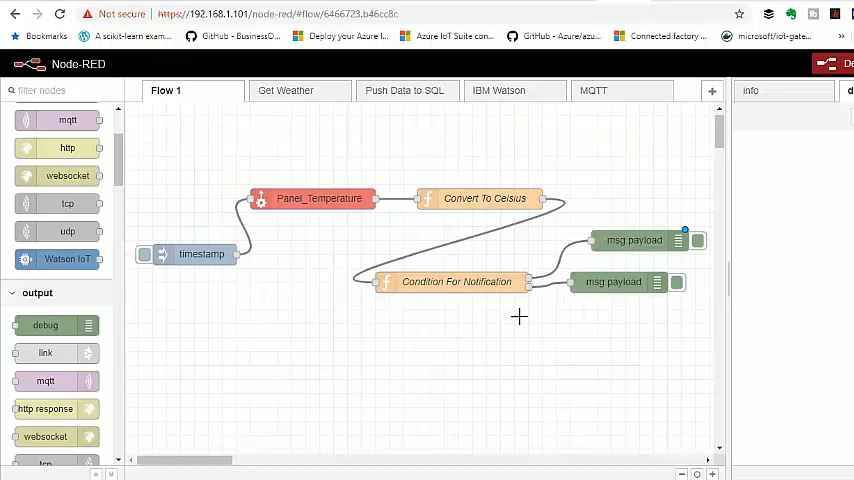 Not secure https://192.168.1.101/node-red/#flow/6466723.b46cc8c
Bookmarks A scikit-learn exam... GitHub - BusinessO... Deploy your Azure I... Azure IoT Suite con... GitHub - Azure/azu... Connected factory ... microsoft/iot-gate...
Node-RED
De
filter nodes
Flow 1 Get Weather Push Data to SQL IBM Watson MQTT info d
mqtt
http
websocket
tcp
udp
Watson IoT
output
debug
link
mqtt
http response
websocket
tcp
Panel_Temperature Convert To Celsius
timestamp
msg.payload
Condition For Notification msg.payload